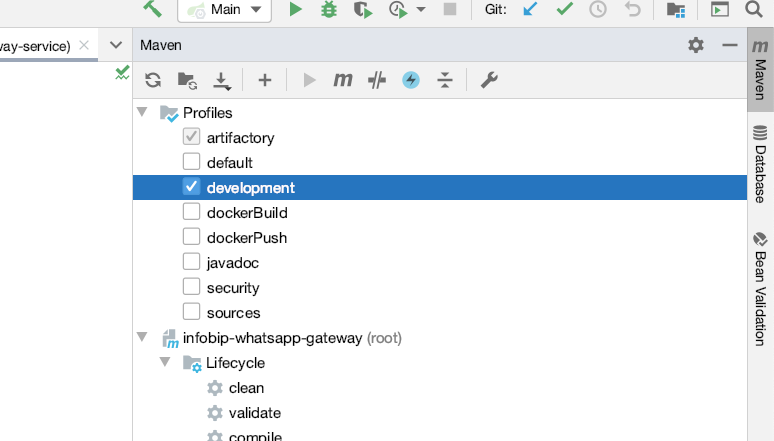 Main
Git:
way-service)
Maven
Profiles
artifactory
default
development
dockerBuild
dockerPush
javadoc
security
sources
infobip-whatsapp-gateway (root)
Lifecycle
clean
validate
compile
m Maven
Database
Bean Validation